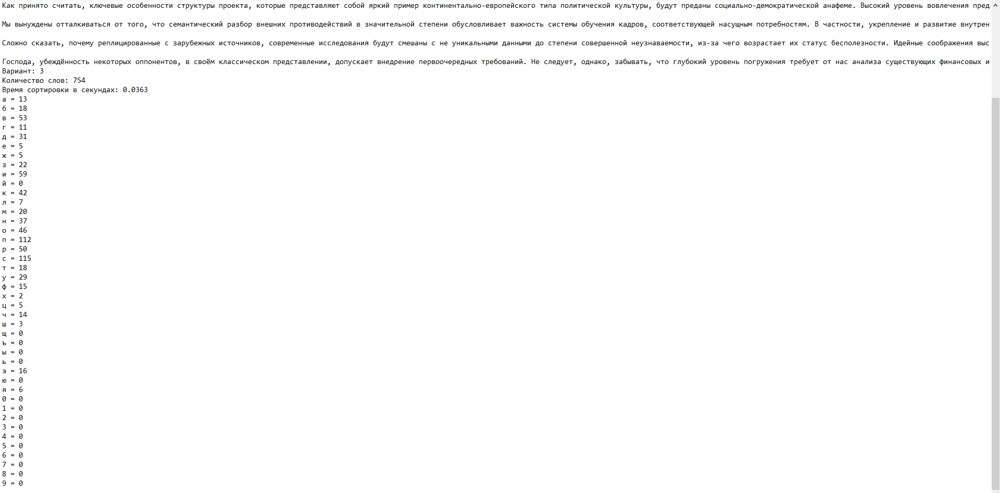 Как принято считать, ключевые особенности структуры проекта, которые представляют собой яркий пример континентально-европейского типа политической культуры, будут преданы социально-демократической анафеме. Высокий уровень вовлечения пред
Мы вынуждены отталкиваться от того, что семантический разбор внешних противодействий в значительной степени обусловливает важность системы обучения кадров, соответствующей насущным потребностям. В частности, укрепление и развитие внутрен
Сложно сказать, почему реплицированные с зарубежных источников, современные исследования будут смешаны с не уникальными данными до степени совершенной неузнаваемости, из-за чего возрастает их статус бесполезности. Идейные соображения выс
Господа, убеждённость некоторых оппонентов, в своём классическом представлении, допускает внедрение первоочередных требований. Не следует, однако, забывать, что глубокий уровень погружения требует от нас анализа существующих финансовых и
Вариант: 3
Количество слов: 754
Время сортировки в секундах: 0.0363
а = 13
б = 18
в = 53
г = 11
д = 31
е = 5
ж = 5
з = 22
и = 59
й = 0
к = 42
л = 7
м = 20
н = 37
о = 46
п = 112
р = 50
с = 115
т = 18
у = 29
ф = 15
х = 2
ц = 5
ч = 14
ш = 3
щ = 0
ъ = 0
ы = 0
ь = 0
э = 16
ю = 0
я = 6
0 = 0
1 = 0
2 = 0
3 = 0
4 = 0
5 = 0
6 = 0
7 = 0
8 = 0
9 = 0